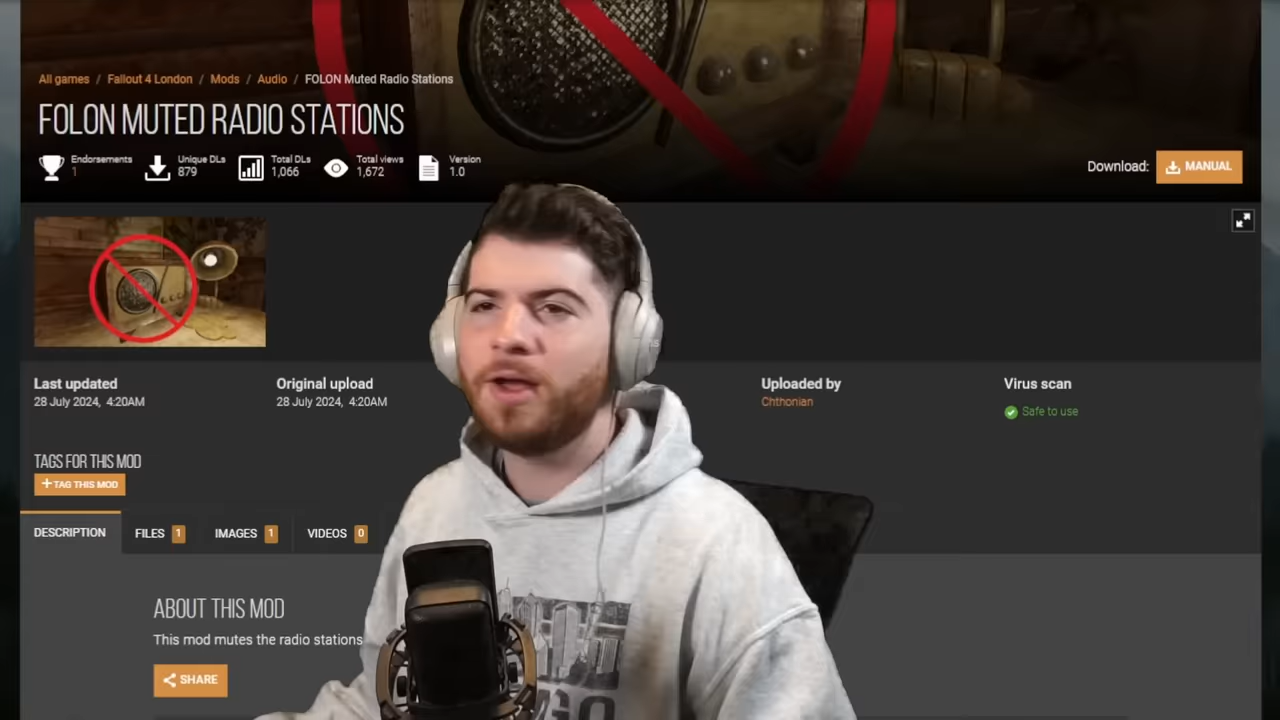 All games / Fallout 4 London / Mods / Audio / FOLON Muted Radio Stations
FOLON MUTED RADIO STATIONS
Endorsements Unique DLs Total DLs Total views Version
1 879 1,066 1,672 1.0
Download: MANUAL
Last updated Original upload Uploaded by Virus scan
28 July 2024, 4:20AM 28 July 2024, 4:20AM Chthonian Safe to use
TAGS FOR THIS MOD
+TAG THIS MOD
DESCRIPTION FILES 1 IMAGES 1 VIDEOS 0
ABOUT THIS MOD
This mod mutes the radio stations
SHARE